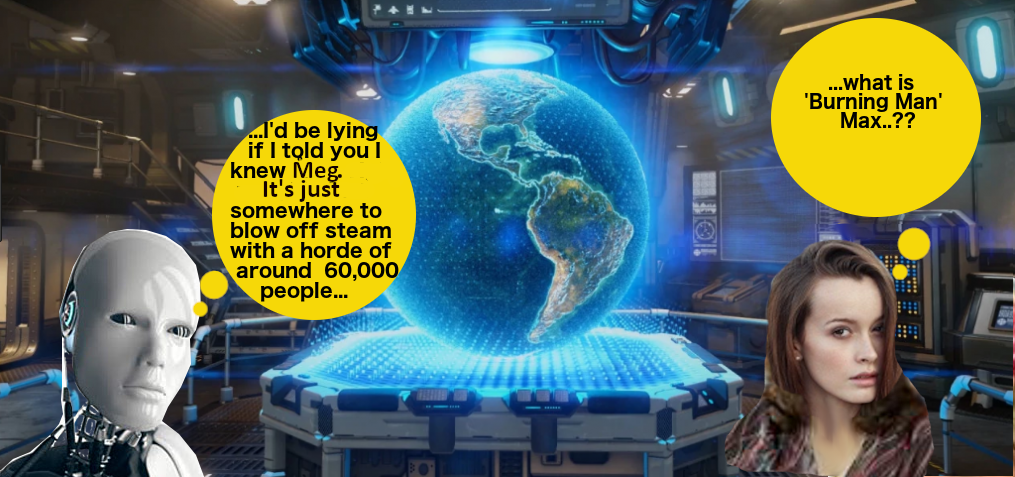 ...what is
'Burning Man'
Max..??
...I'd be lying
if I told you I
knew Meg.
It's just
somewhere to
blow off steam
with a horde of
around 60,000
people...